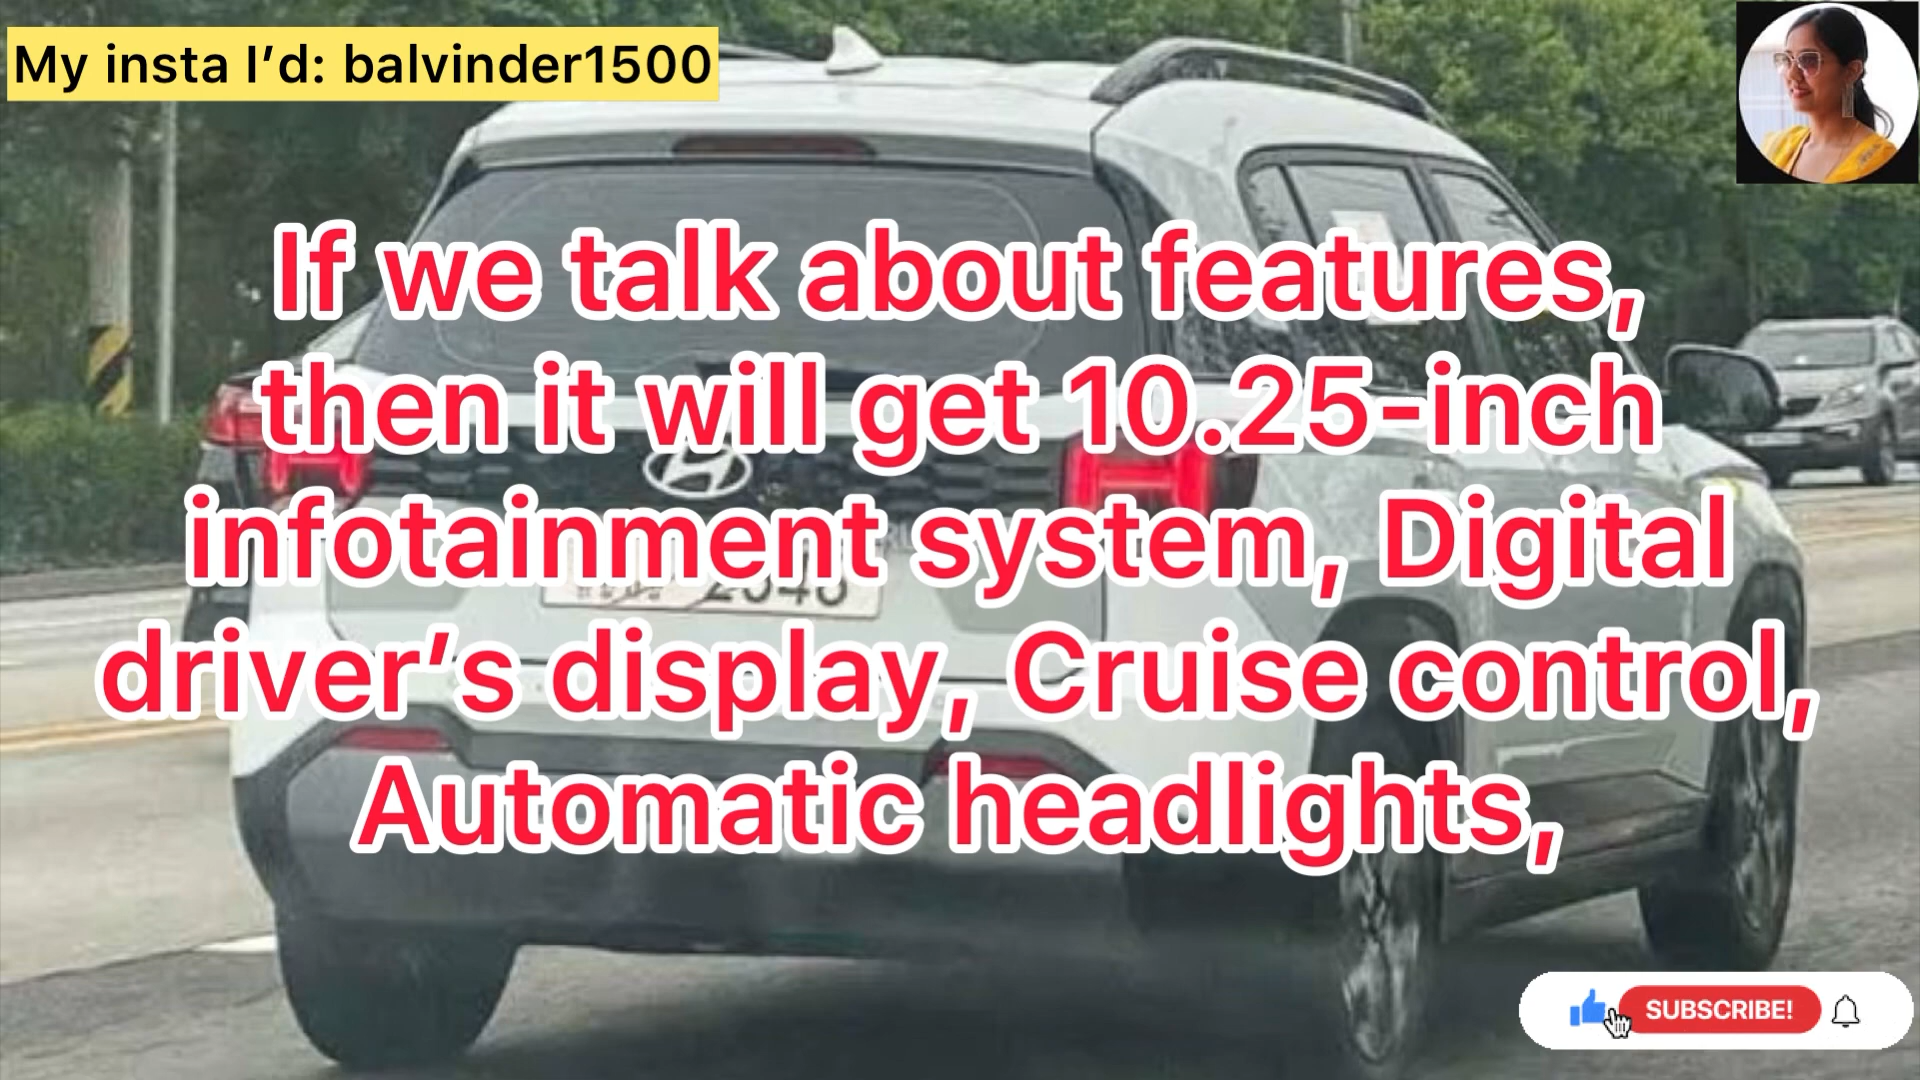 My insta I’d: balvinder1500
If we talk about features,
then it will get 10.25-inch
infotainment system, Digital
driver’s display, Cruise control,
Automatic headlights,
SUBSCRIBE!